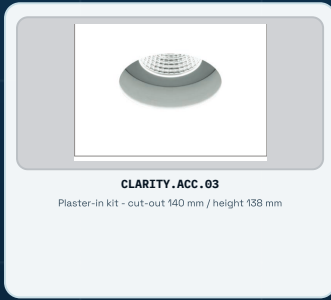 CLARITY.ACC.03
Plaster-in kit - cut-out 140 mm / height 138 mm